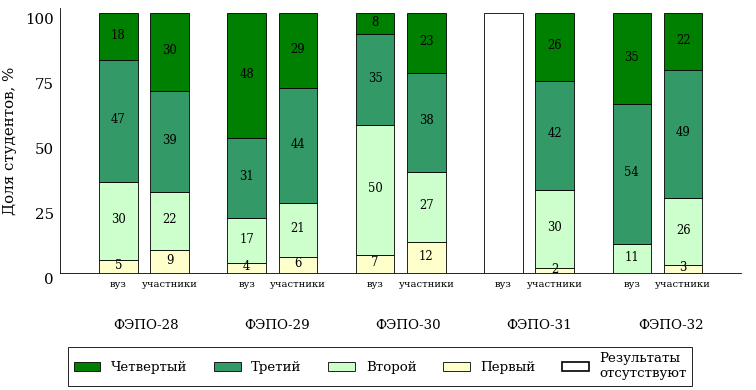 Доля студентов, %
100
75
50
25
0
18 30 48 29 8 23 26 35 22
47 39 31 44 35 38 42 54 49
30 22 17 21 50 27 30 11 26
5 9 4 6 7 12 2 3
вуз участники вуз участники вуз участники вуз участники вуз участники
ФЭПО-28 ФЭПО-29 ФЭПО-30 ФЭПО-31 ФЭПО-32
Четвертый Третий Второй Первый Результаты
отсутствуют